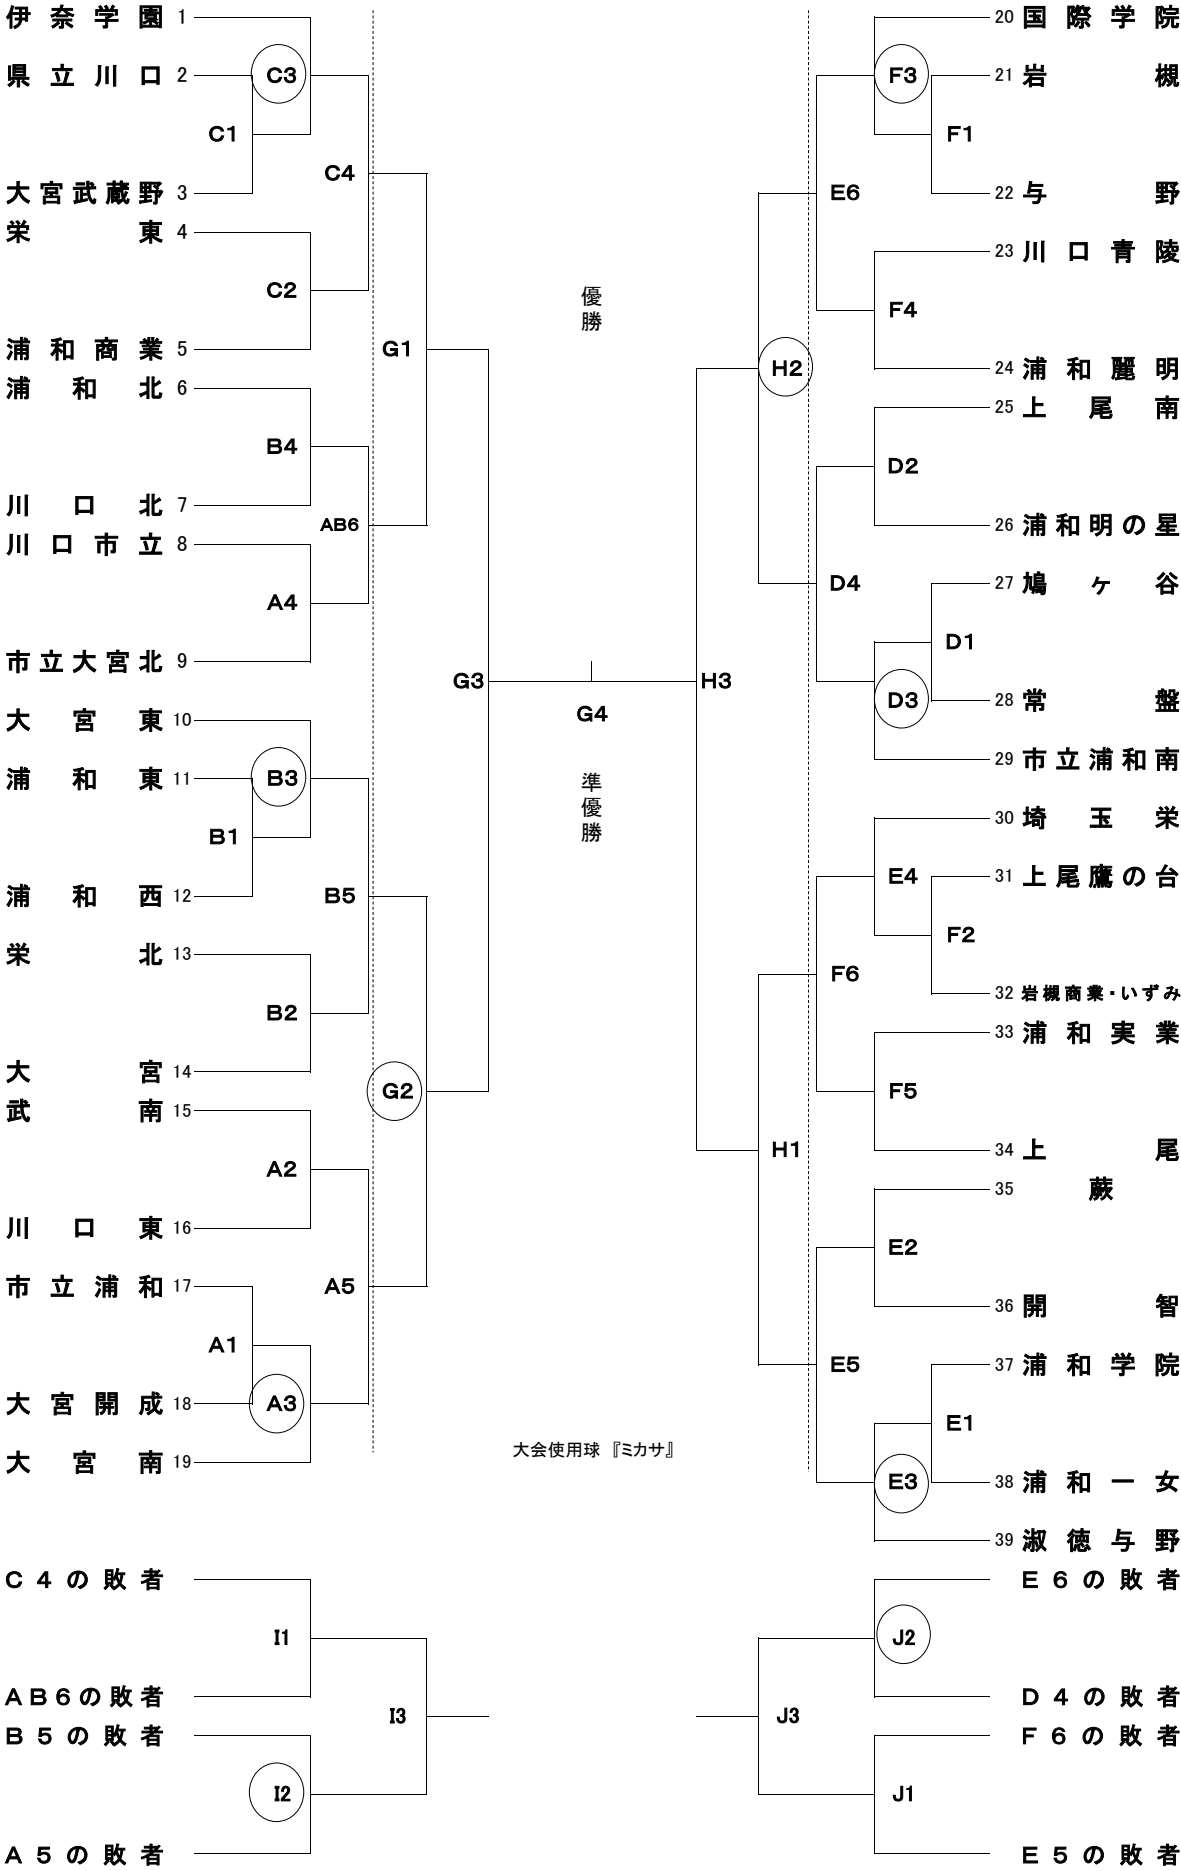 伊奈学園 1
県立川口 2
大宮武蔵野 3
栄東 4
浦和商業 5
浦和北 6
川口北 7
川口市立 8
市立大宮北 9
大宮東 10
浦和東 11
浦和西 12
栄北 13
大宮 14
武南 15
川口東 16
市立浦和 17
大宮開成 18
大宮南 19
C3
C1
C4
C2
G1
B4
AB6
A4
G3
B3
B1
B5
B2
G2
A2
A5
A1
A3
優勝
G4
準優勝
大会使用球『ミカサ』
20 国際学院
21 岩槻
22 与野
23 川口青陵
24 浦和麗明
25 上尾南
26 浦和明の星
27 鳩ヶ谷
28 常盤
29 市立浦和南
30 埼玉栄
31 上尾鷹の台
32 岩槻商業・いずみ
33 浦和実業
34 上尾
35 蕨
36 開智
37 浦和学院
38 浦和一女
39 淑徳与野
F3
F1
E6
F4
H2
D2
D4
D1
H3
D3
E4
F2
F6
F5
H1
E2
E5
E1
E3
C4の敗者
I1
AB6の敗者
I3
B5の敗者
I2
A5の敗者
E6の敗者
J2
D4の敗者
J3
F6の敗者
J1
E5の敗者